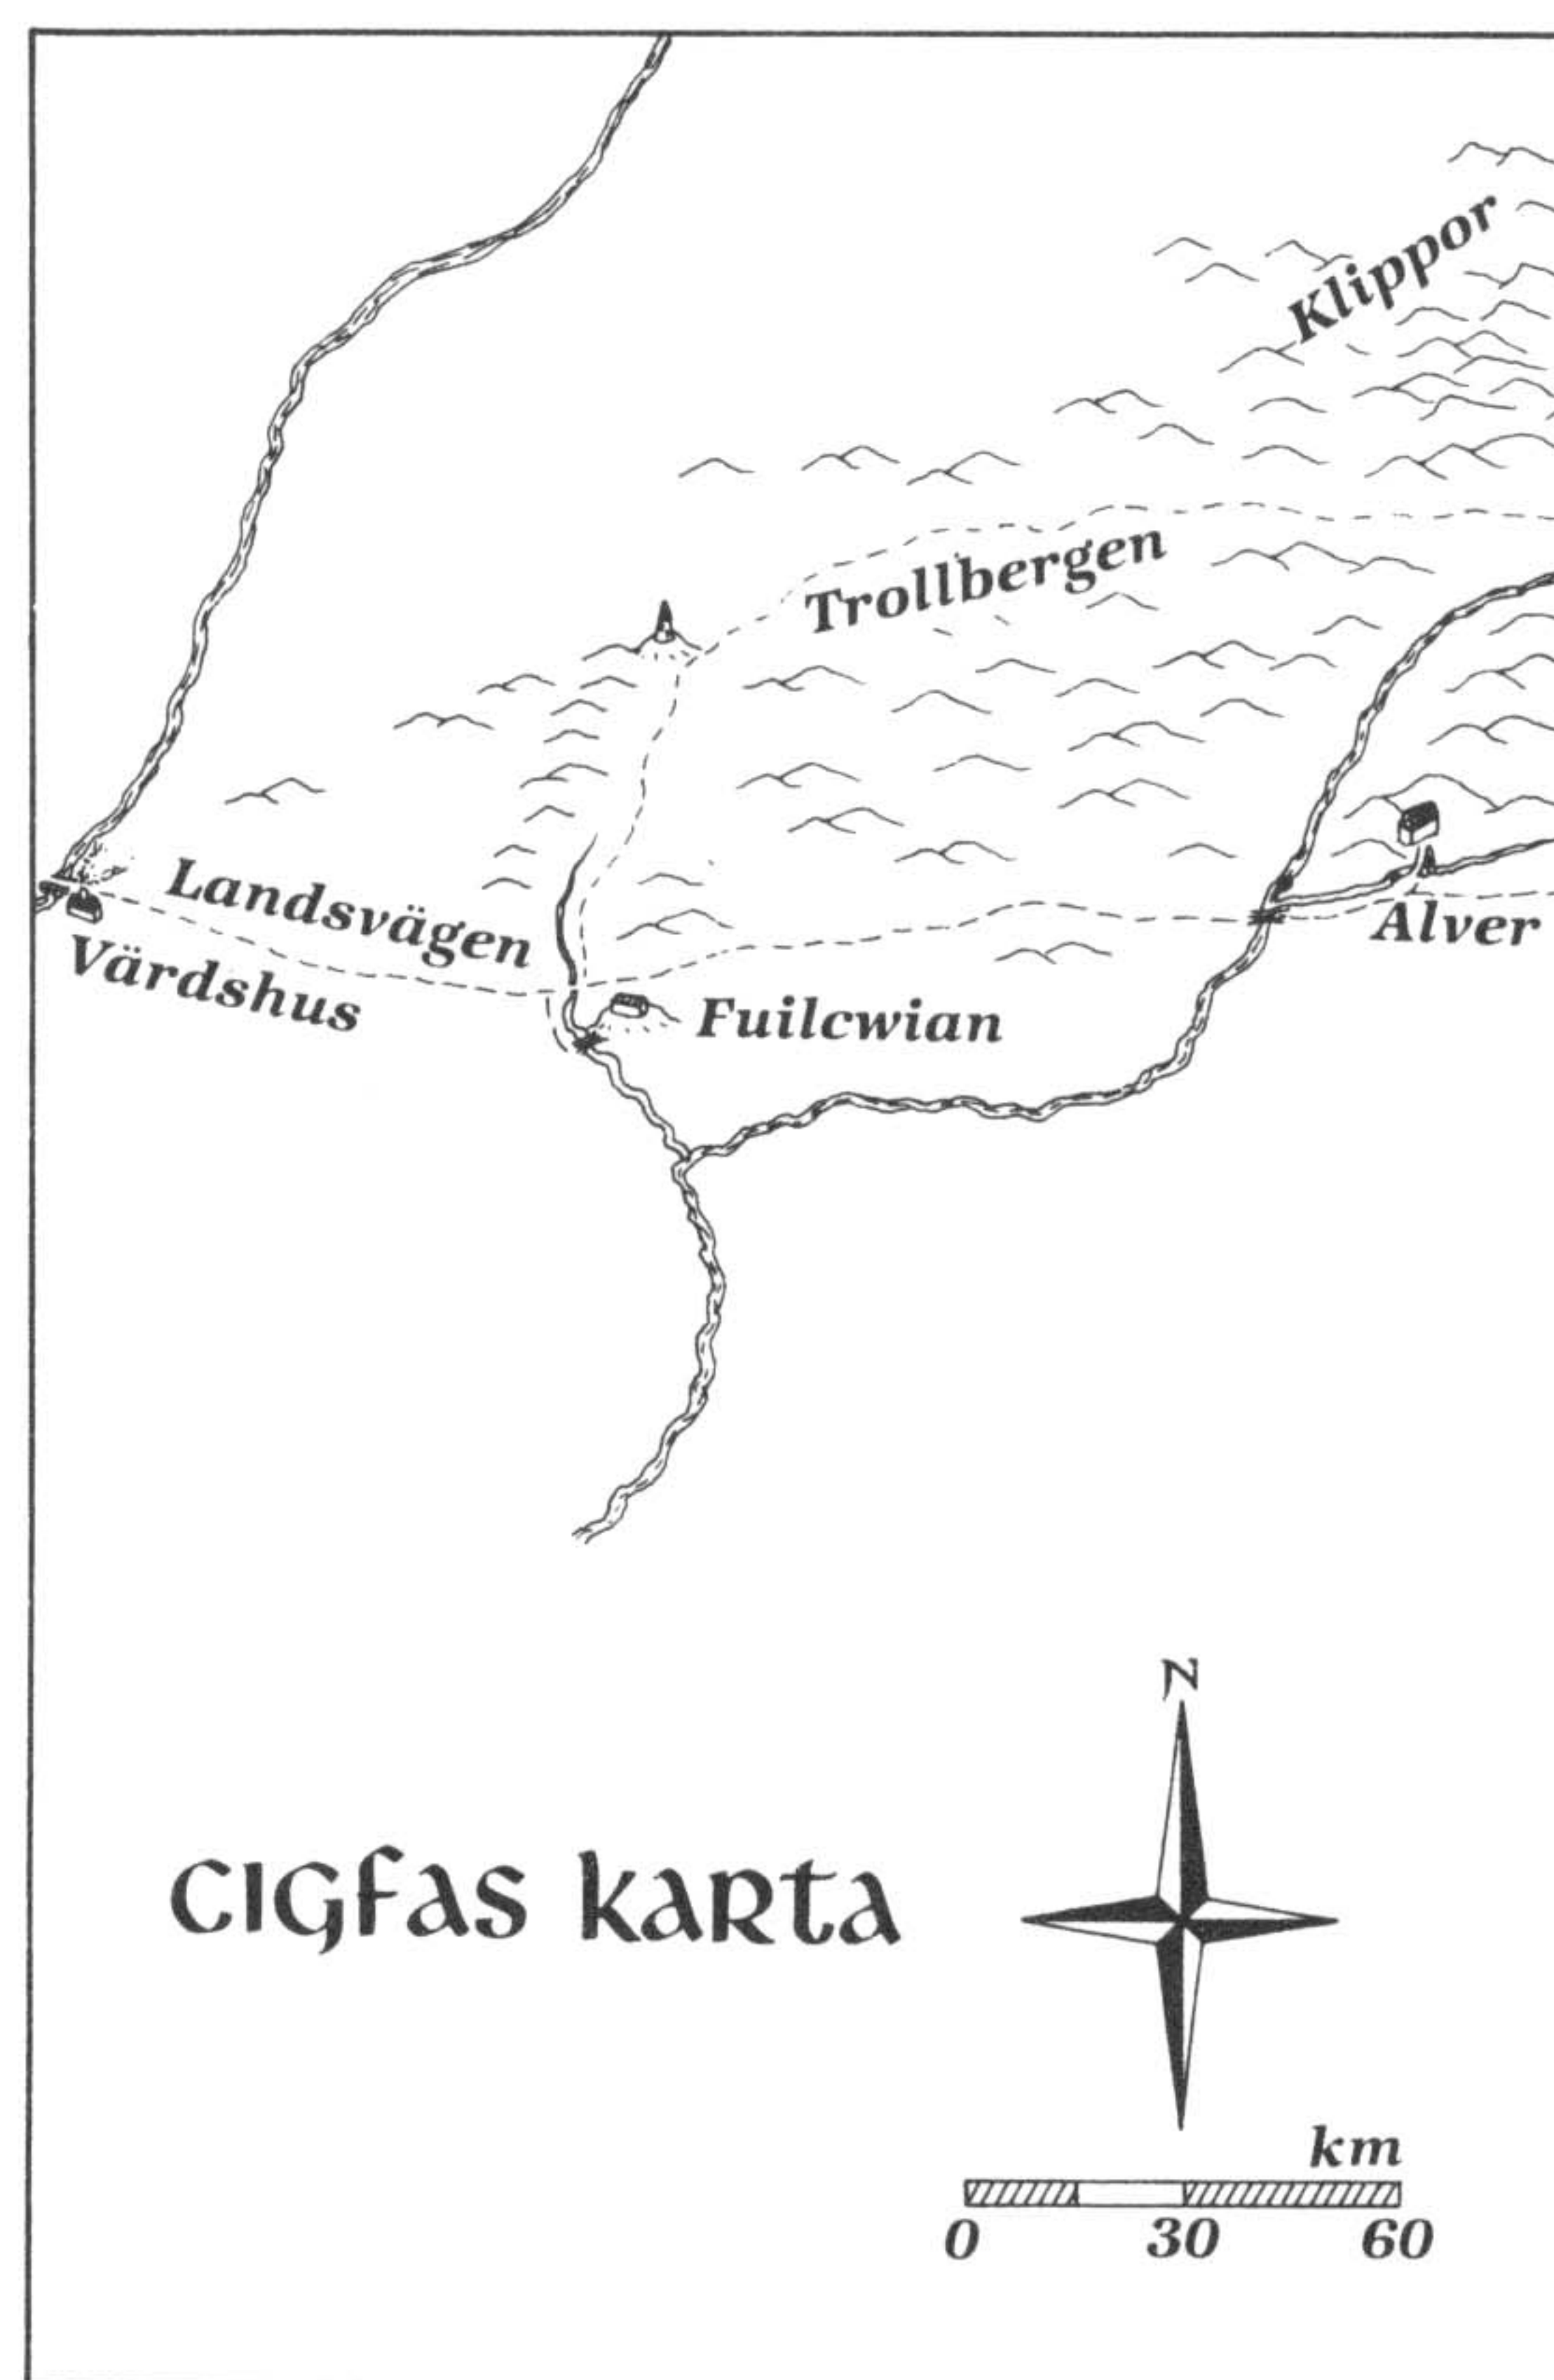 Klippor
Trollbergen
Landsvägen
Värdshus
Alver
Fuilcwian
N
CIGFAS KARTA
km
0 30 60